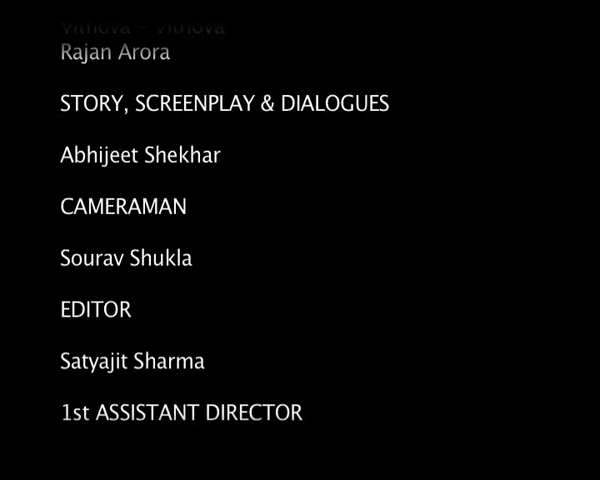 Rajan Arora
STORY, SCREENPLAY & DIALOGUES
Abhijeet Shekhar
CAMERAMAN
Sourav Shukla
EDITOR
Satyajit Sharma
1st ASSISTANT DIRECTOR